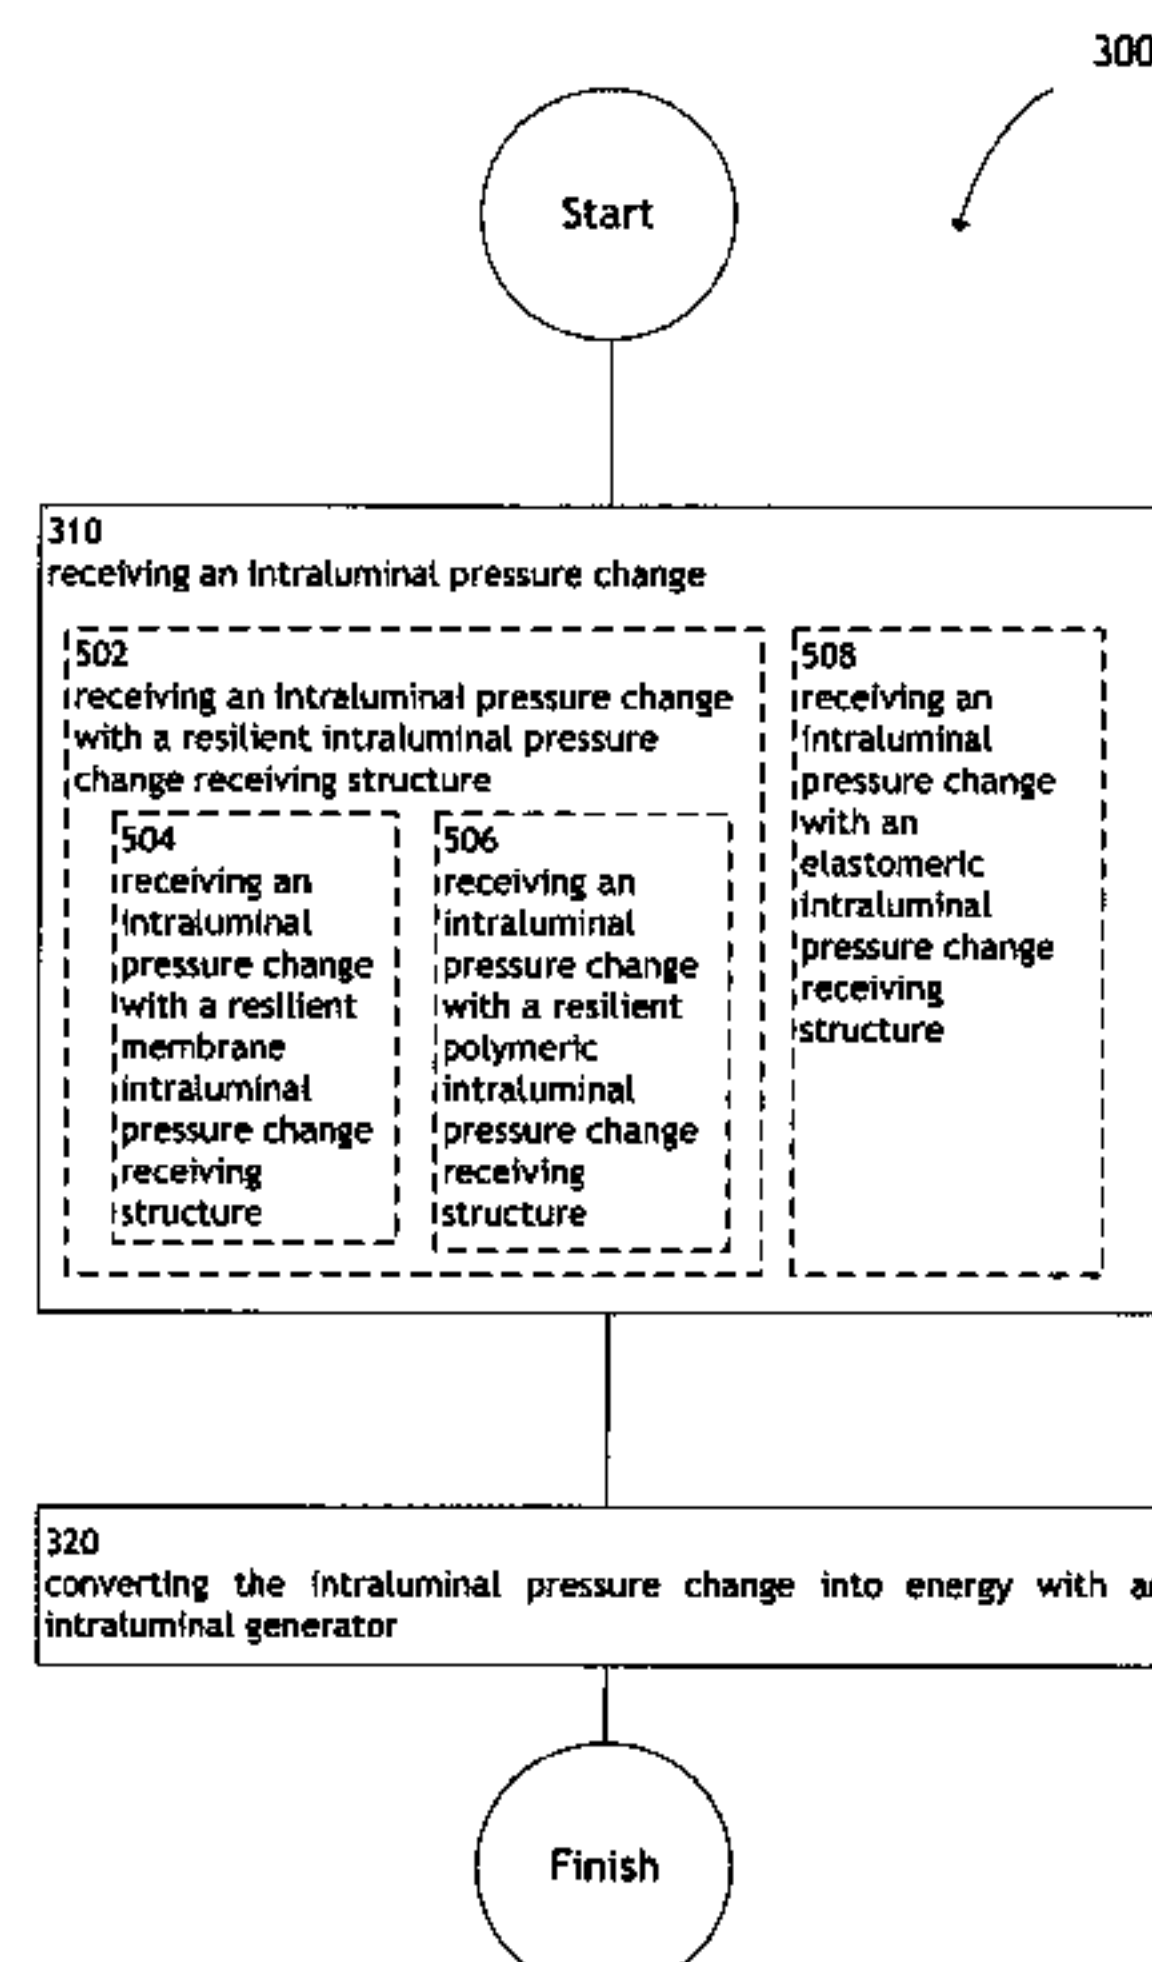 300
Start
310
receiving an intraluminal pressure change
502
receiving an intraluminal pressure change
with a resilient intraluminal pressure
change receiving structure
504
receiving an
intraluminal
pressure change
with a resilient
membrane
intraluminal
pressure change
receiving
structure
506
receiving an
intraluminal
pressure change
with a resilient
polymeric
intraluminal
pressure change
receiving
structure
508
receiving an
intraluminal
pressure change
with an
elastomeric
intraluminal
pressure change
receiving
structure
320
converting the intraluminal pressure change into energy with
intraluminal generator
Finish